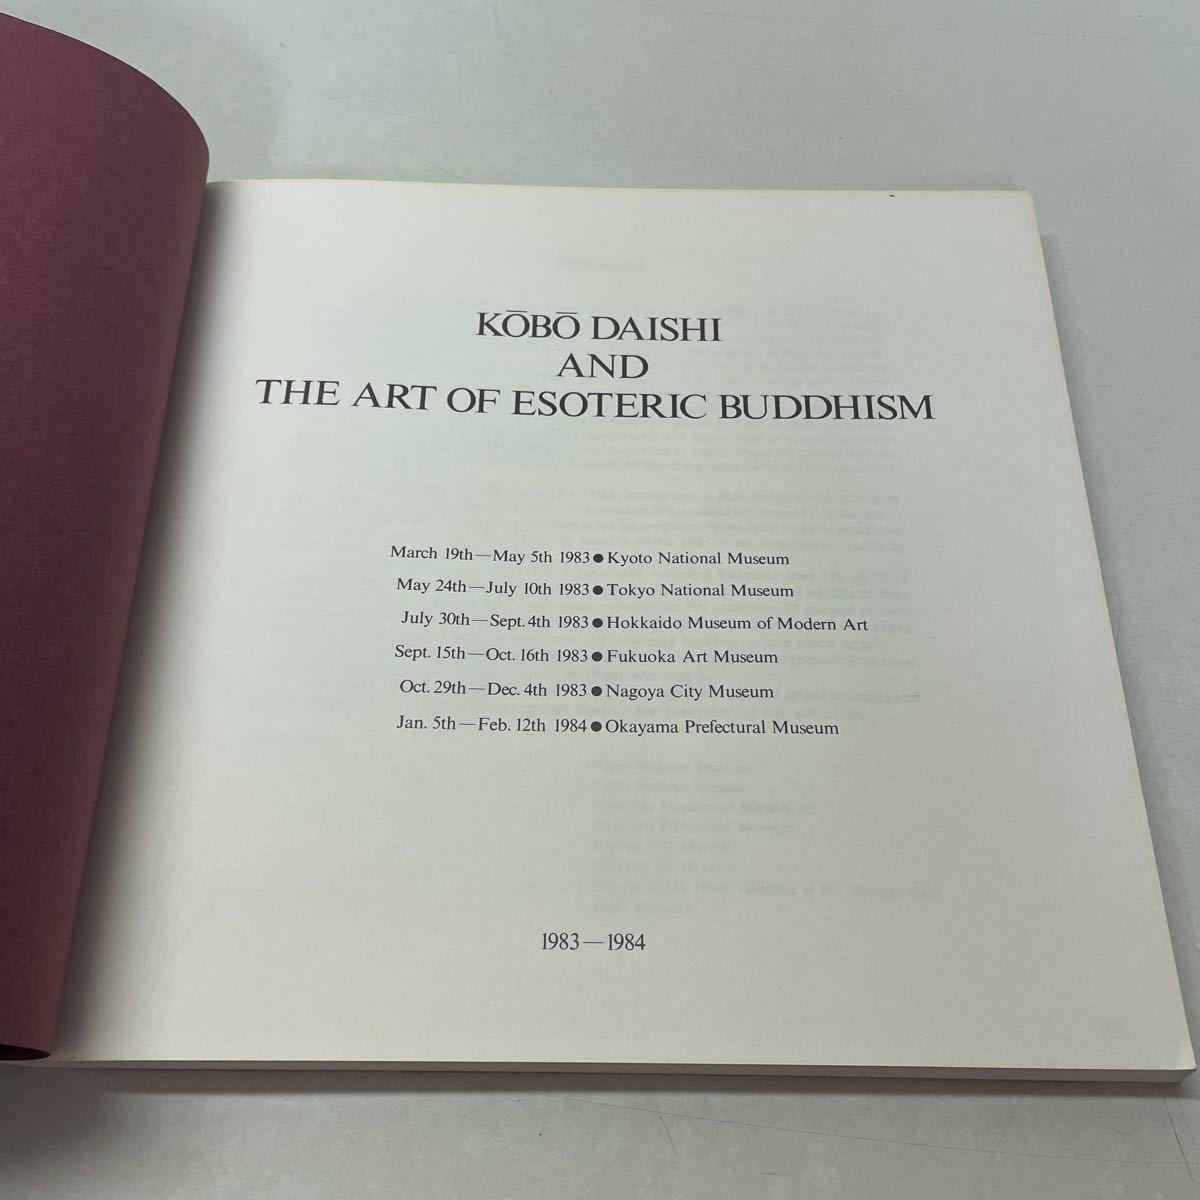 KŌBŌ DAISHI
AND
THE ART OF ESOTERIC BUDDHISM
March 19th—May 5th 1983●Kyoto National Museum
May 24th—July 10th 1983●Tokyo National Museum
July 30th—Sept. 4th 1983●Hokkaido Museum of Modern Art
Sept. 15th—Oct. 16th 1983●Fukuoka Art Museum
Oct. 29th—Dec. 4th 1983●Nagoya City Museum
Jan. 5th—Feb. 12th 1984●Okayama Prefectural Museum
1983—1984